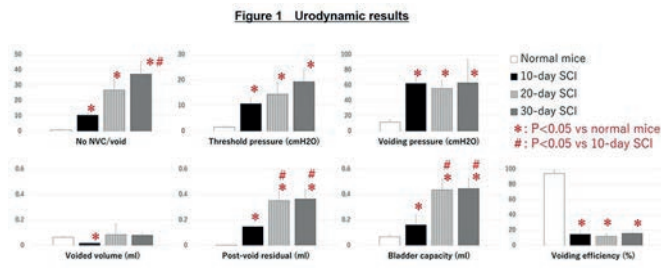 Figure 1 Urodynamic results
50
40
30
20
10
0
* * *#
No NVC/void
30
20
10
0
* * *
Threshold pressure (cmH2O)
100
80
60
40
20
0
* * *
Voiding pressure (cmH2O)
Normal mice
10-day SCI
20-day SCI
30-day SCI
*: P<0.05 vs normal mice
#: P<0.05 vs 10-day SCI
0.6
0.4
0.2
0
*
Voided volume (ml)
0.6
0.4
0.2
0
# #
* * *
Post-void residual (ml)
0.6
0.4
0.2
0
# #
* * *
Bladder capacity (ml)
100
80
60
40
20
0
* * *
Voiding efficiency (%)